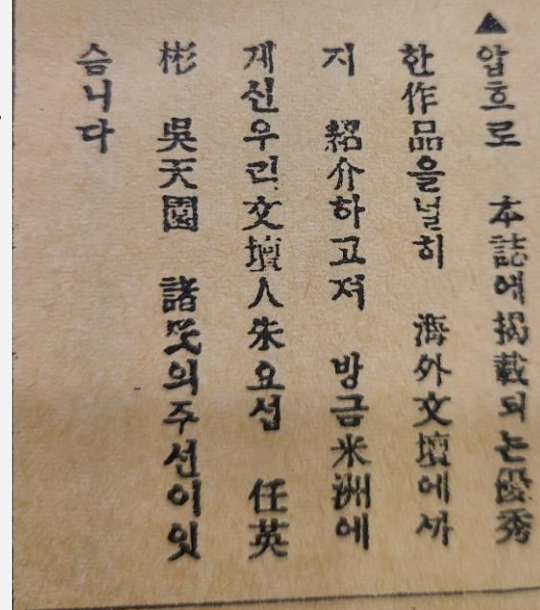 ▲압흐로 本誌에揭載되는優秀
한作品을널히 海外文壇에까
지 紹介하고저 방금米洲에
계신우리文壇人朱요섭 任英
彬 吳天園 諸氏의주선이잇
슴니다